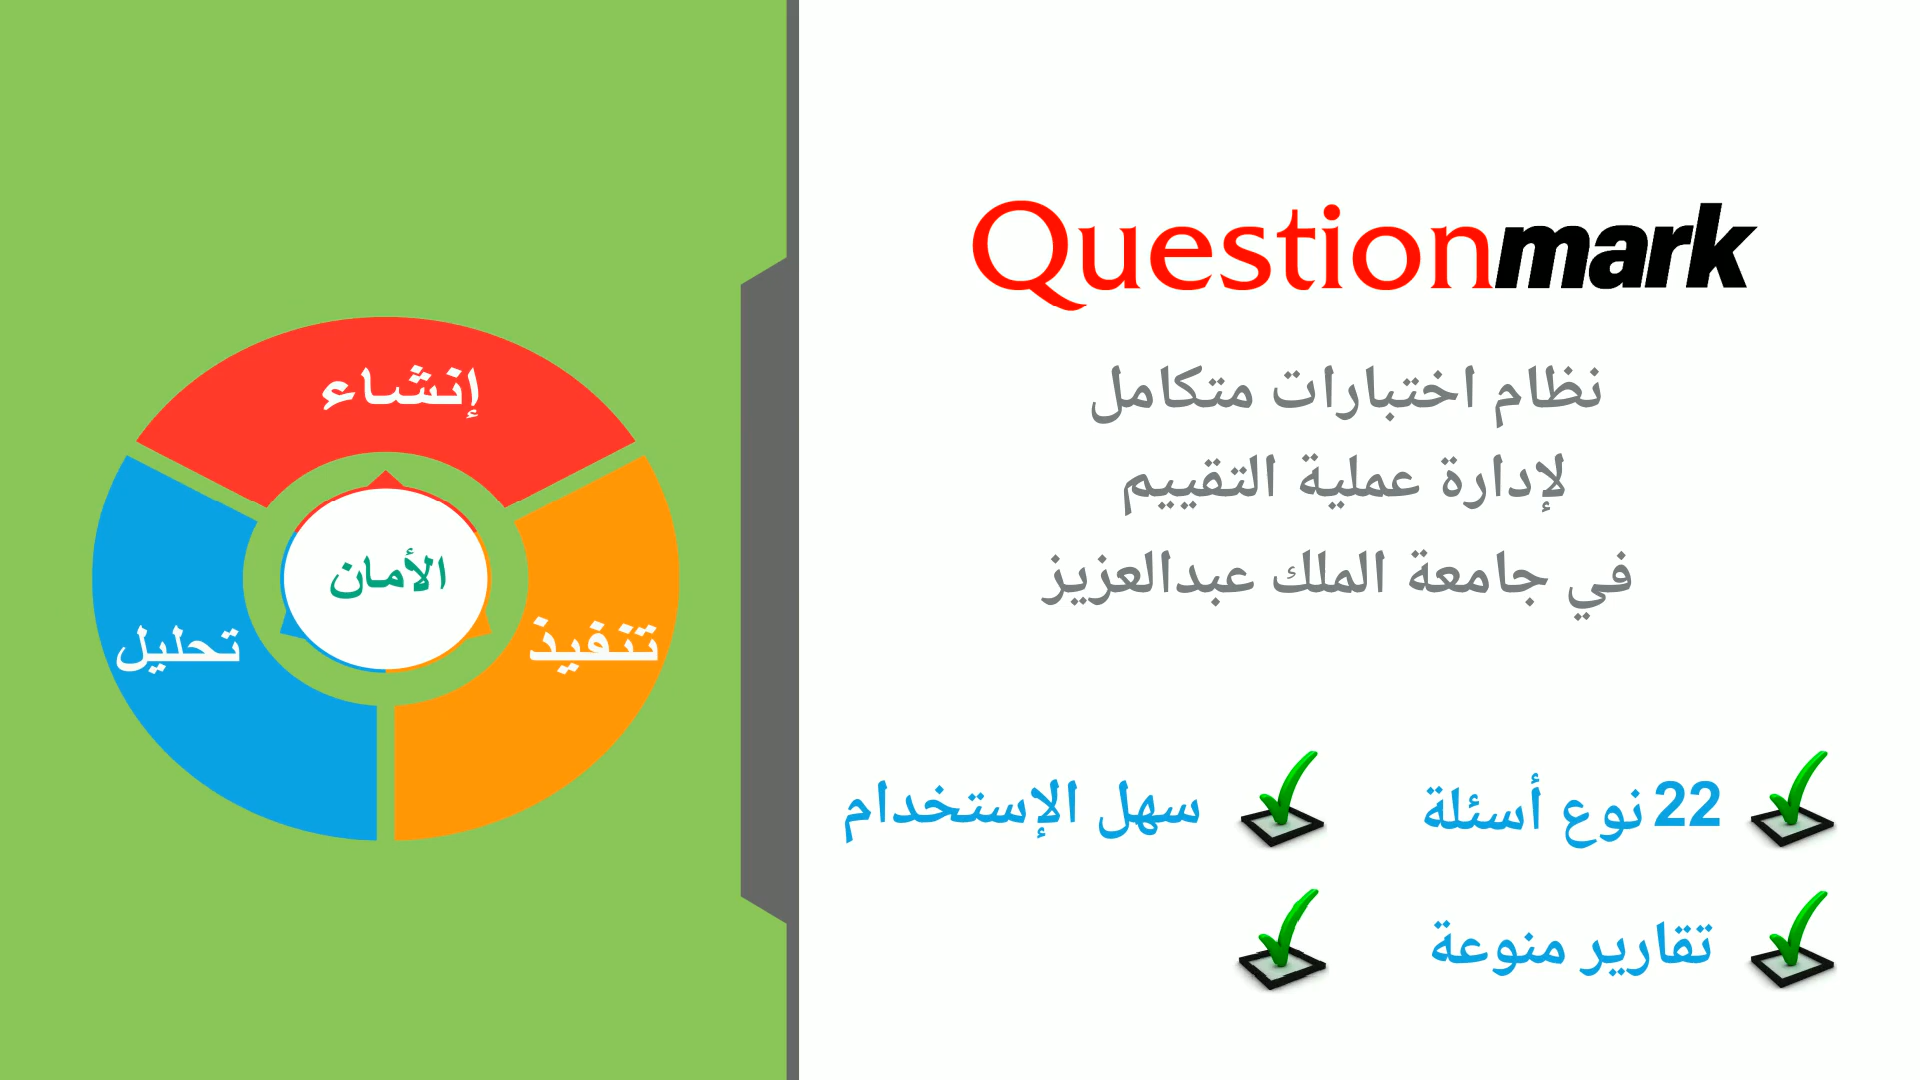 Questionmark
نظام اختبارات متكامل
لإدارة عملية التقييم
في جامعة الملك عبدالعزيز
22 نوع أسئلة
سهل الإستخدام
تقارير منوعة
إنشاء
الأمان
تنفيذ
تحليل